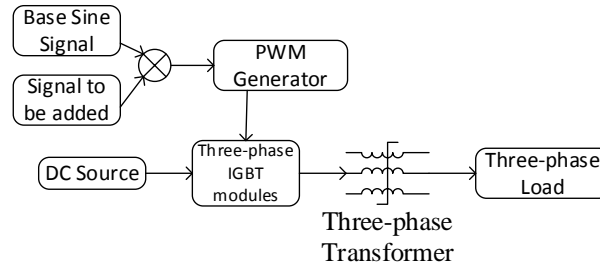 Base Sine
Signal
Signal to
be added
PWM
Generator
DC Source
Three-phase
IGBT
modules
Three-phase
Transformer
Three-phase
Load